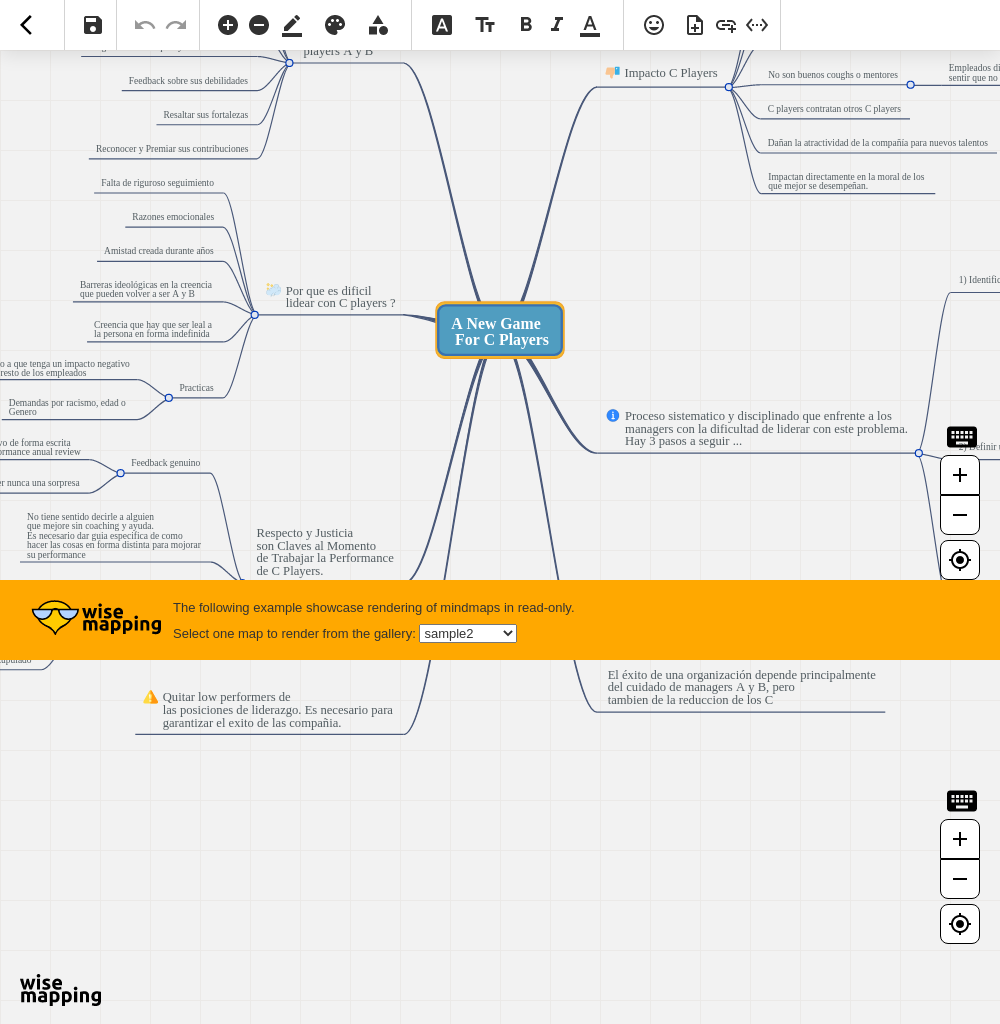 players A y B
Feedback sobre sus debilidades
Resaltar sus fortalezas
Reconocer y Premiar sus contribuciones
Impacto C Players
No son buenos coughs o mentores
Empleados di
sentir que no
C players contratan otros C players
Dañan la atractividad de la compañía para nuevos talentos
Impactan directamente en la moral de los
que mejor se desempeñan.
Falta de riguroso seguimiento
Razones emocionales
Amistad creada durante años
Barreras ideológicas en la creencia
que pueden volver a ser A y B
Creencia que hay que ser leal a
la persona en forma indefinida
Por que es dificil
lidear con C players ?
A New Game
For C Players
1) Identific
o a que tenga un impacto negativo
resto de los empleados
Practicas
Demandas por racismo, edad o
Genero
Proceso sistematico y disciplinado que enfrente a los
managers con la dificultad de liderar con este problema.
Hay 3 pasos a seguir ...
2) Definir
vo de forma escrita
ormance anual review
Feedback genuino
er nunca una sorpresa
No tiene sentido decirle a alguien
que mejore sin coaching y ayuda.
Es necesario dar guia especifica de como
hacer las cosas en forma distinta para mojorar
su performance
Respecto y Justicia
son Claves al Momento
de Trabajar la Performance
de C Players.
wise
mapping
The following example showcase rendering of mindmaps in read-only.
Select one map to render from the gallery: sample2
El éxito de una organización depende principalmente
del cuidado de managers A y B, pero
tambien de la reduccion de los C
Quitar low performers de
las posiciones de liderazgo. Es necesario para
garantizar el exito de las compañia.
wise
mapping